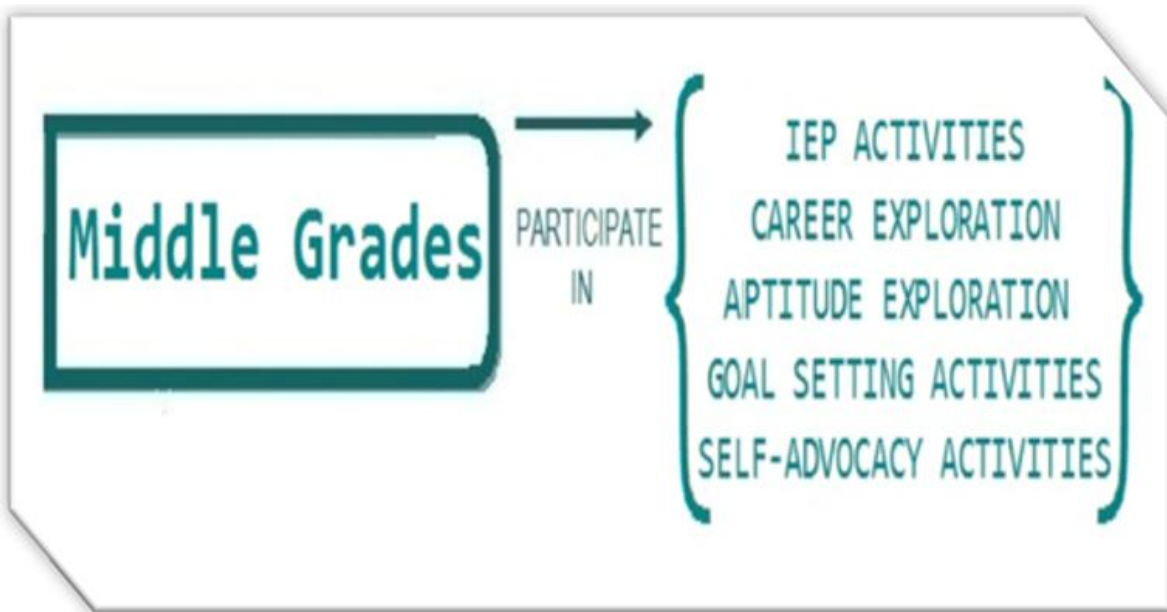 Middle Grades
PARTICIPATE
IN
IEP ACTIVITIES
CAREER EXPLORATION
APTITUDE EXPLORATION
GOAL SETTING ACTIVITIES
SELF-ADVOCACY ACTIVITIES